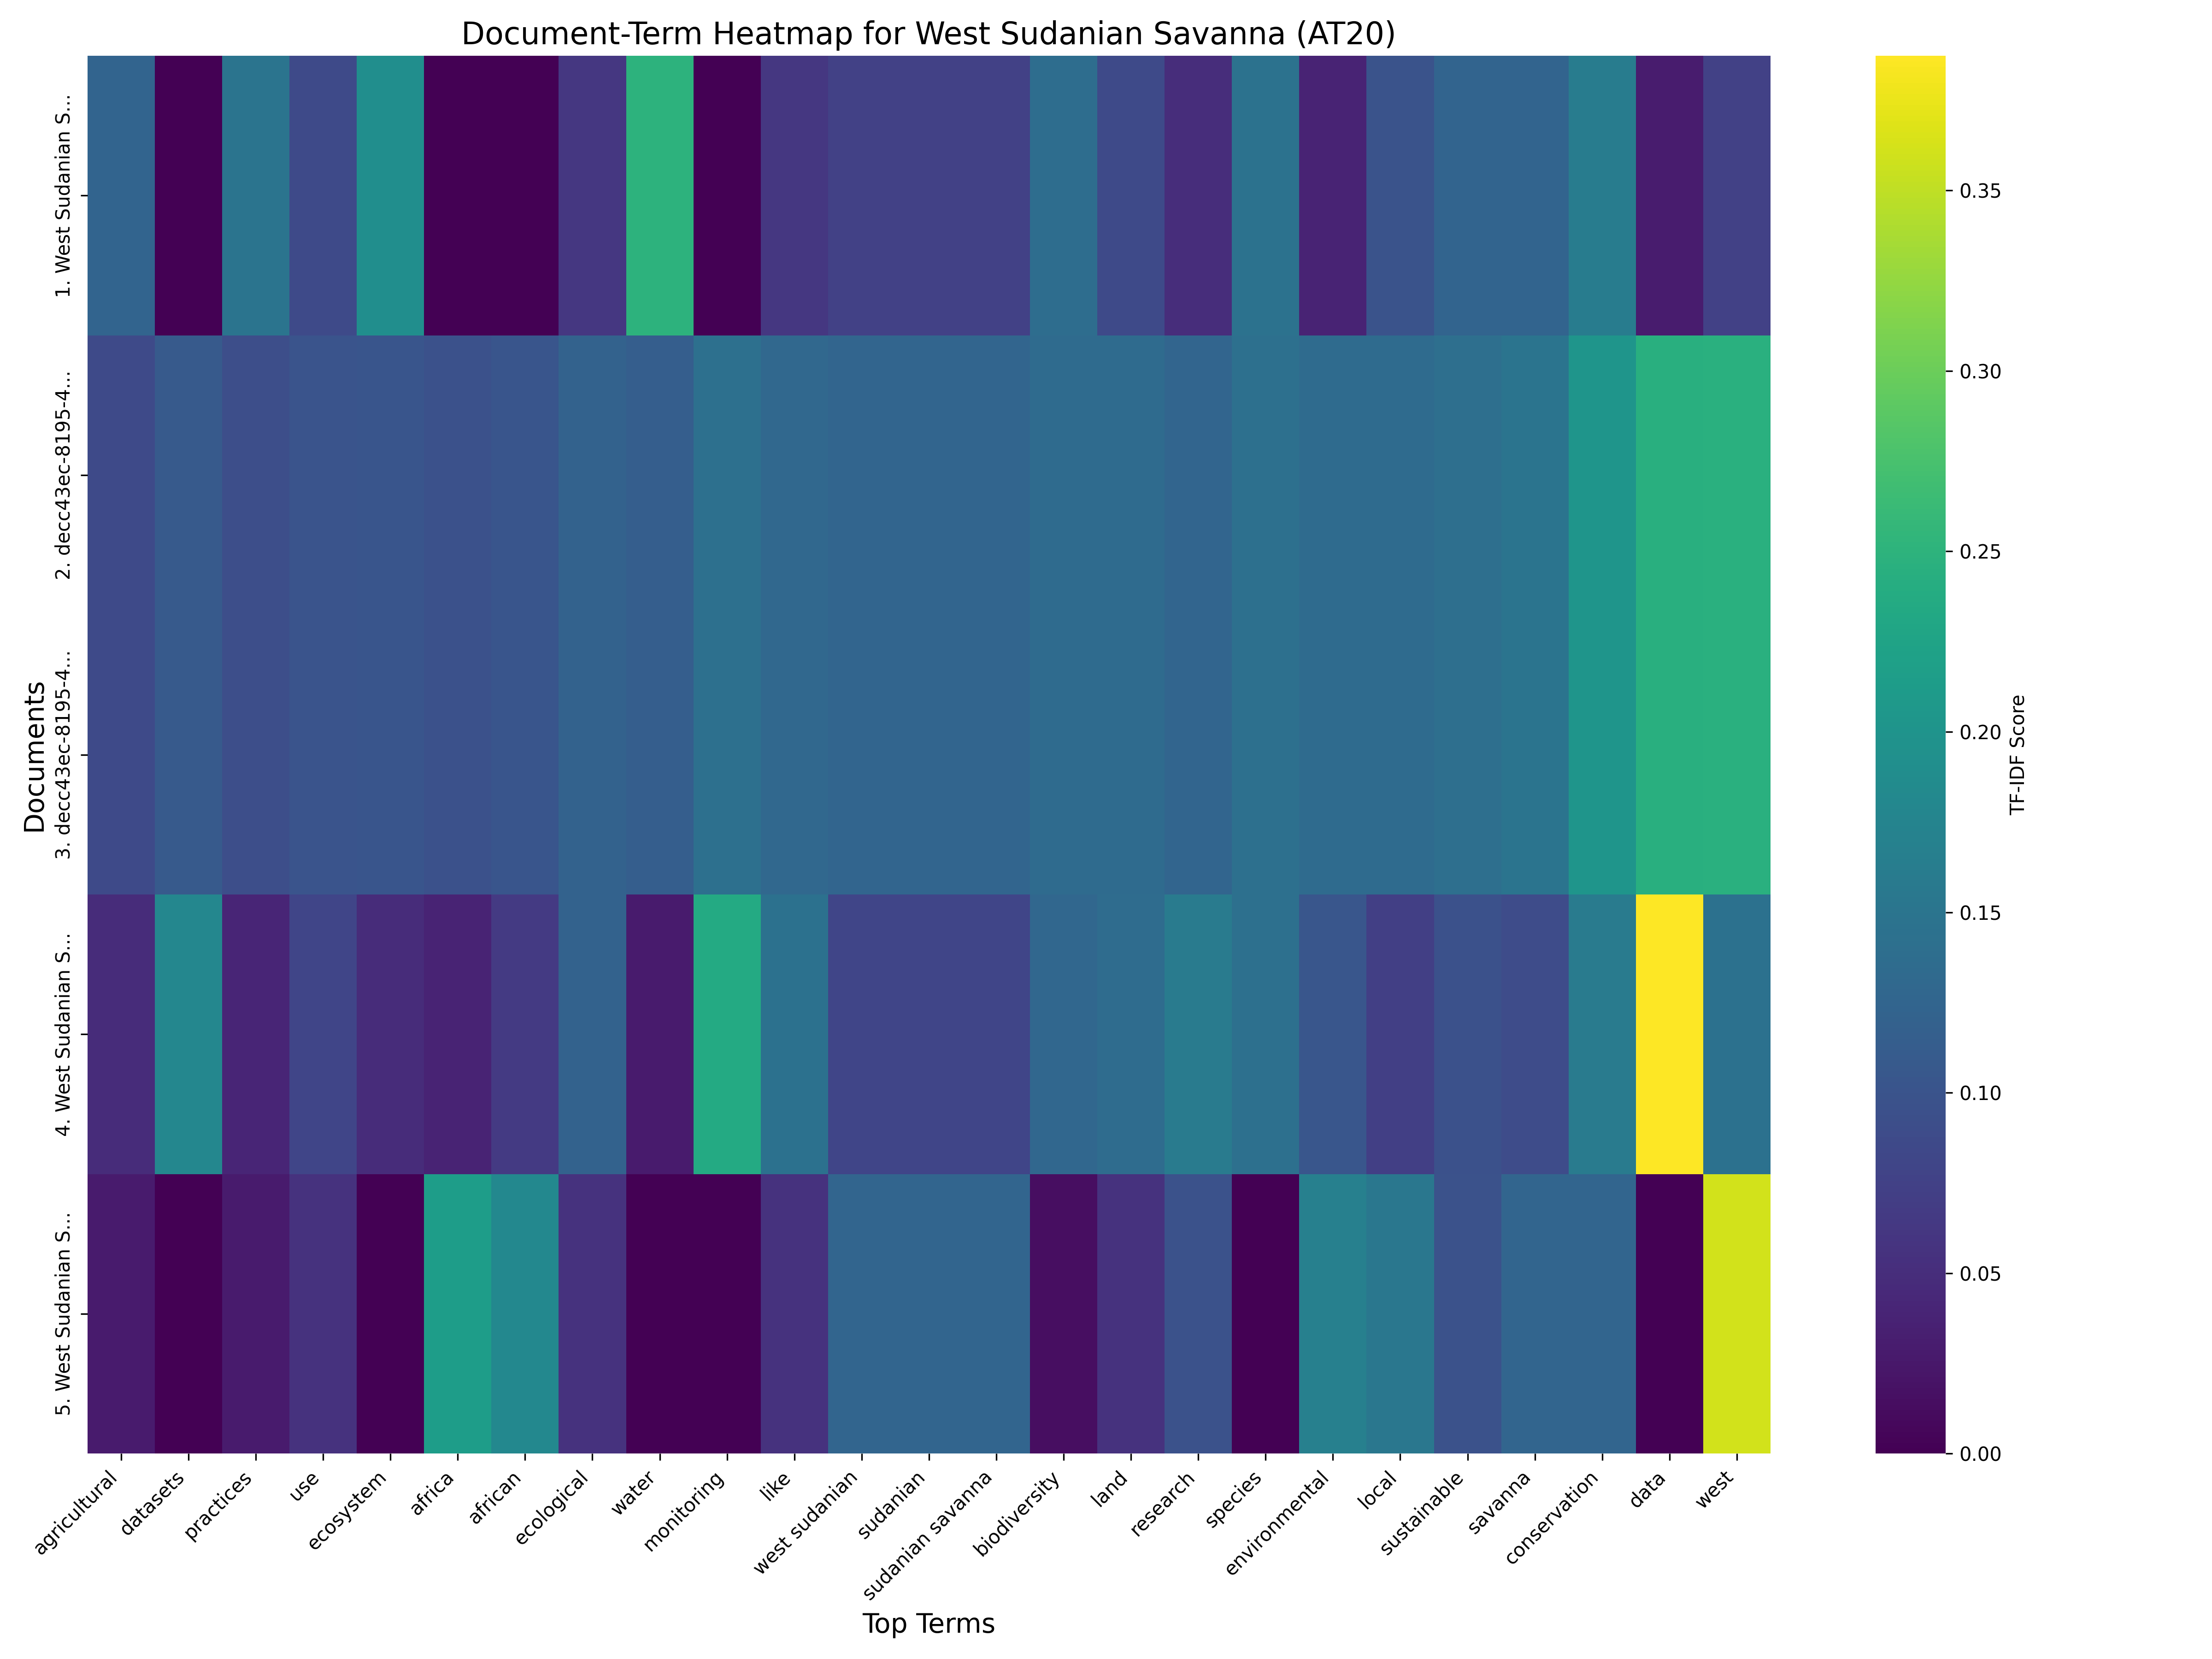 Document-Term Heatmap for West Sudanian Savanna (AT20)
Documents
1. West Sudanian S...
2. decc43ec-8195-4...
3. decc43ec-8195-4...
4. West Sudanian S...
5. West Sudanian S...
agricultural
datasets
practices
use
ecosystem
africa
african
ecological
water
monitoring
like
west sudanian
sudanian
sudanian savanna
biodiversity
land
research
species
environmental
local
sustainable
savanna
conservation
data
west
Top Terms
0.35
0.30
0.25
0.20
0.15
0.10
0.05
0.00
TF-IDF Score